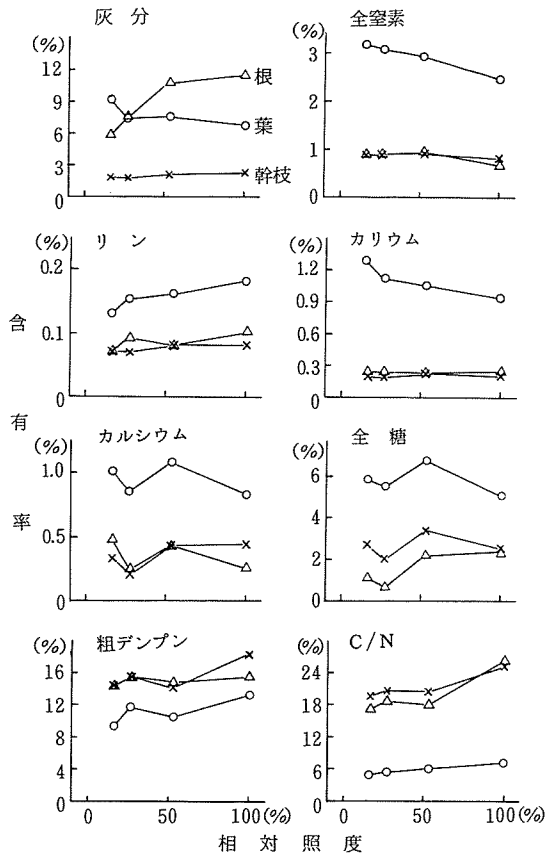 灰 分
(%)
12
9
6
3
0
根
葉
幹枝
全窒素
(%)
3
2
1
0
リ ン
(%)
0.2
0.1
0
カリウム
(%)
1.2
0.9
0.6
0.3
0
含
有
率
カルシウム
(%)
1.0
0.5
0
全 糖
(%)
6
4
2
0
粗デンプン
(%)
16
12
8
4
0
0 50 100(%)
C/N
(%)
24
18
12
6
0
0 50 100(%)
相 対 照 度